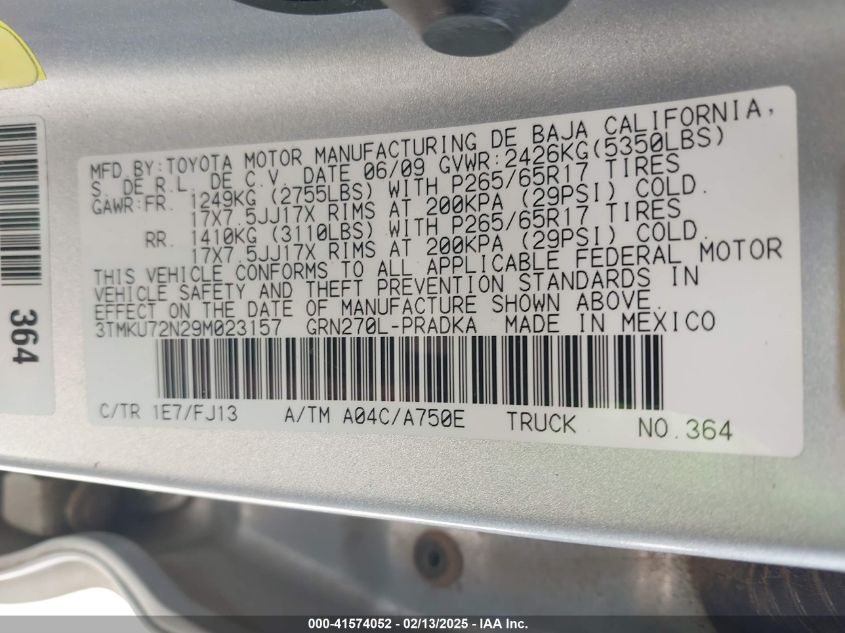 MFD.BY:TOYOTA MOTOR MANUFACTURING DE BAJA CALIFORNIA,
S. DE R.L. DE C.V. DATE 06/09 GVWR:2426KG(5350LBS)
GAWR:FR. 1249KG (2755LBS) WITH P265/65R17 TIRES
17X7.5JJ17X RIMS AT 200KPA (29PSI) COLD.
RR. 1410KG (3110LBS) WITH P265/65R17 TIRES
17X7.5JJ17X RIMS AT 200KPA (29PSI) COLD.
THIS VEHICLE CONFORMS TO ALL APPLICABLE FEDERAL MOTOR
VEHICLE SAFETY AND THEFT PREVENTION STANDARDS IN
EFFECT ON THE DATE OF MANUFACTURE SHOWN ABOVE.
3TMKU72N29M023157 GRN270L-PRADKA MADE IN MEXICO
C/TR 1E7/FJ13 A/TM A04C/A750E TRUCK NO.364
364
000-41574052 - 02/13/2025 - IAA Inc.